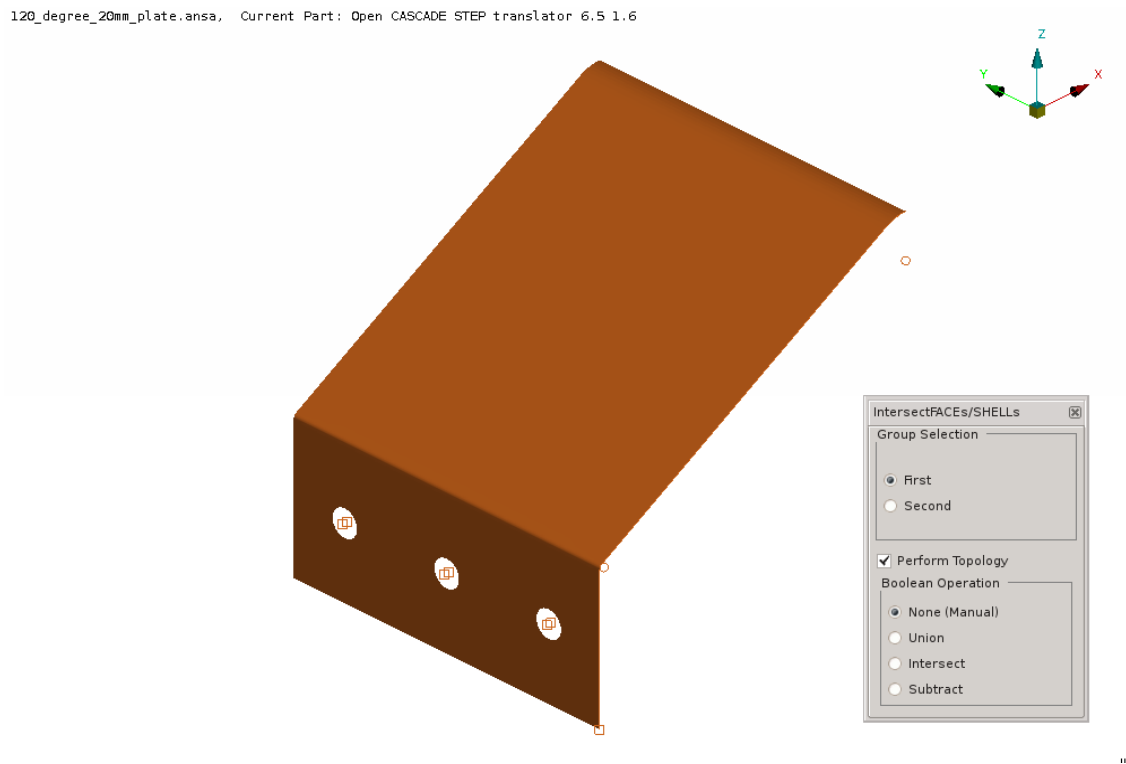 120_degree_20mm_plate.ansa,  Current Part: Open CASCADE STEP translator 6.5 1.6
Z
Y
X
IntersectFACEs/SHELLs
Group Selection
First
Second
Perform Topology
Boolean Operation
None (Manual)
Union
Intersect
Subtract